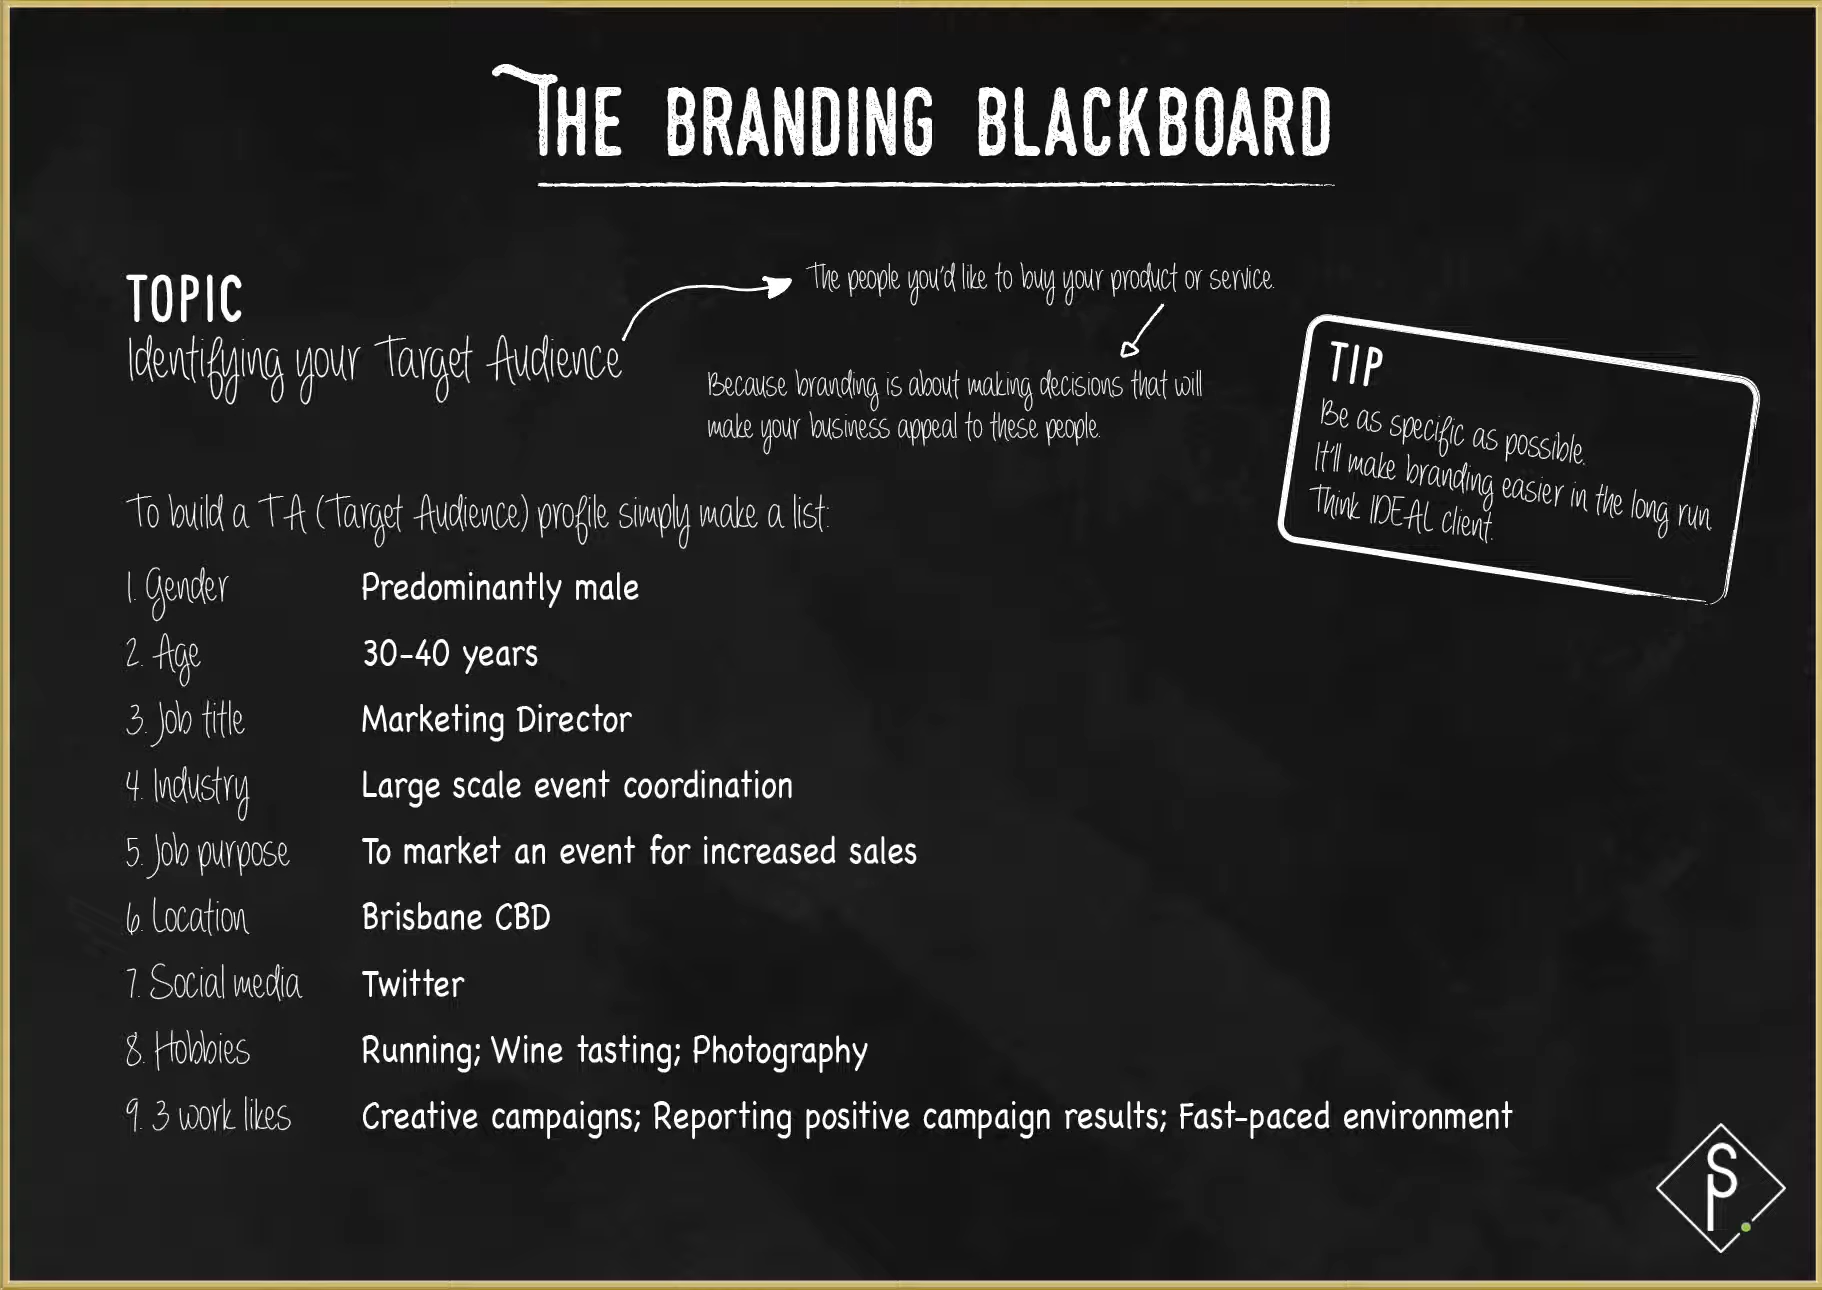 THE BRANDING BLACKBOARD
TOPIC
Identifying your Target Audience
The people you'd like to buy your product or service.
Because branding is about making decisions that will
make your business appeal to these people.
TIP
Be as specific as possible.
It'll make branding easier in the long run
Think IDEAL client.
To build a TA (Target Audience) profile simply make a list:
1. Gender Predominantly male
2. Age 30-40 years
3. Job title Marketing Director
4. Industry Large scale event coordination
5. Job purpose To market an event for increased sales
6. Location Brisbane CBD
7. Social media Twitter
8. Hobbies Running; Wine tasting; Photography
9. 3 work likes Creative campaigns; Reporting positive campaign results; Fast-paced environment
SP.